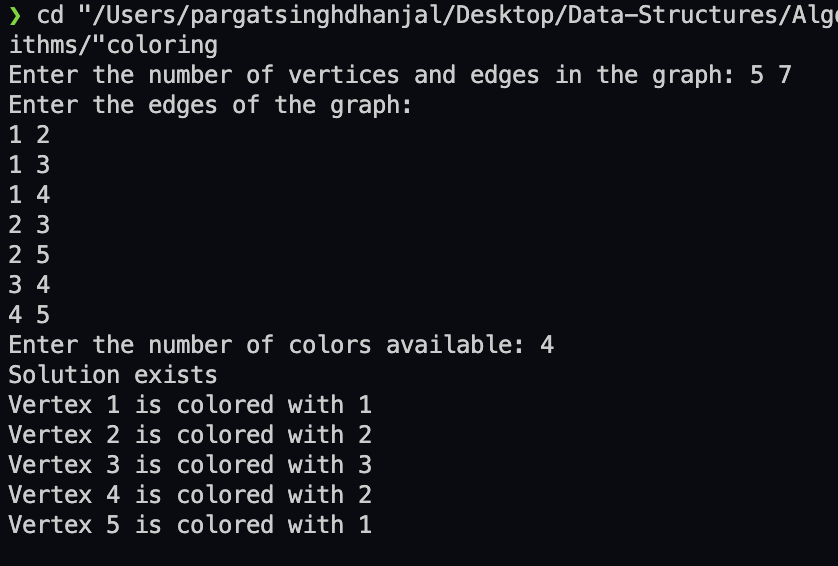 ❯ cd "/Users/pargatsinghdhanjal/Desktop/Data-Structures/Algo
ithms/"coloring
Enter the number of vertices and edges in the graph: 5 7
Enter the edges of the graph:
1 2
1 3
1 4
2 3
2 5
3 4
4 5
Enter the number of colors available: 4
Solution exists
Vertex 1 is colored with 1
Vertex 2 is colored with 2
Vertex 3 is colored with 3
Vertex 4 is colored with 2
Vertex 5 is colored with 1